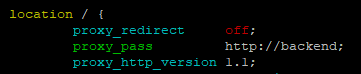 location / {
proxy_redirect off;
proxy_pass http://backend;
proxy_http_version 1.1;